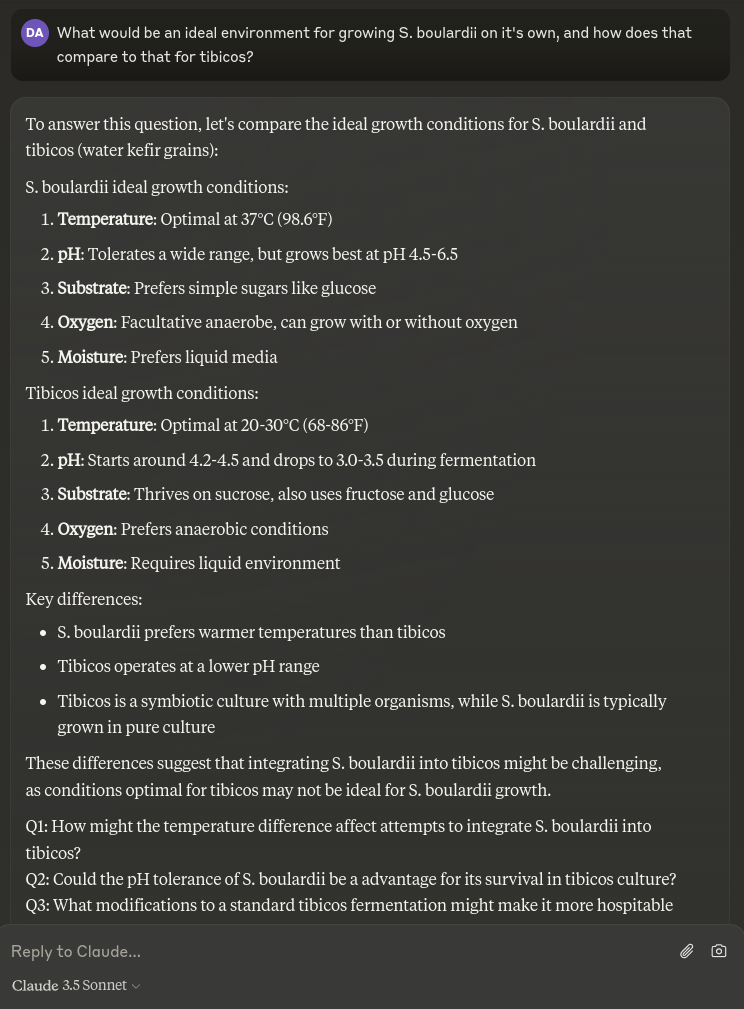 DA
What would be an ideal environment for growing S. boulardii on it's own, and how does that
compare to that for tibicos?
To answer this question, let's compare the ideal growth conditions for S. boulardii and
tibicos (water kefir grains):
S. boulardii ideal growth conditions:
1. Temperature: Optimal at 37°C (98.6°F)
2. pH: Tolerates a wide range, but grows best at pH 4.5-6.5
3. Substrate: Prefers simple sugars like glucose
4. Oxygen: Facultative anaerobe, can grow with or without oxygen
5. Moisture: Prefers liquid media
Tibicos ideal growth conditions:
1. Temperature: Optimal at 20-30°C (68-86°F)
2. pH: Starts around 4.2-4.5 and drops to 3.0-3.5 during fermentation
3. Substrate: Thrives on sucrose, also uses fructose and glucose
4. Oxygen: Prefers anaerobic conditions
5. Moisture: Requires liquid environment
Key differences:
• S. boulardii prefers warmer temperatures than tibicos
• Tibicos operates at a lower pH range
• Tibicos is a symbiotic culture with multiple organisms, while S. boulardii is typically
grown in pure culture
These differences suggest that integrating S. boulardii into tibicos might be challenging,
as conditions optimal for tibicos may not be ideal for S. boulardii growth.
Q1: How might the temperature difference affect attempts to integrate S. boulardii into
tibicos?
Q2: Could the pH tolerance of S. boulardii be a advantage for its survival in tibicos culture?
Q3: What modifications to a standard tibicos fermentation might make it more hospitable
Reply to Claude...
Claude 3.5 Sonnet